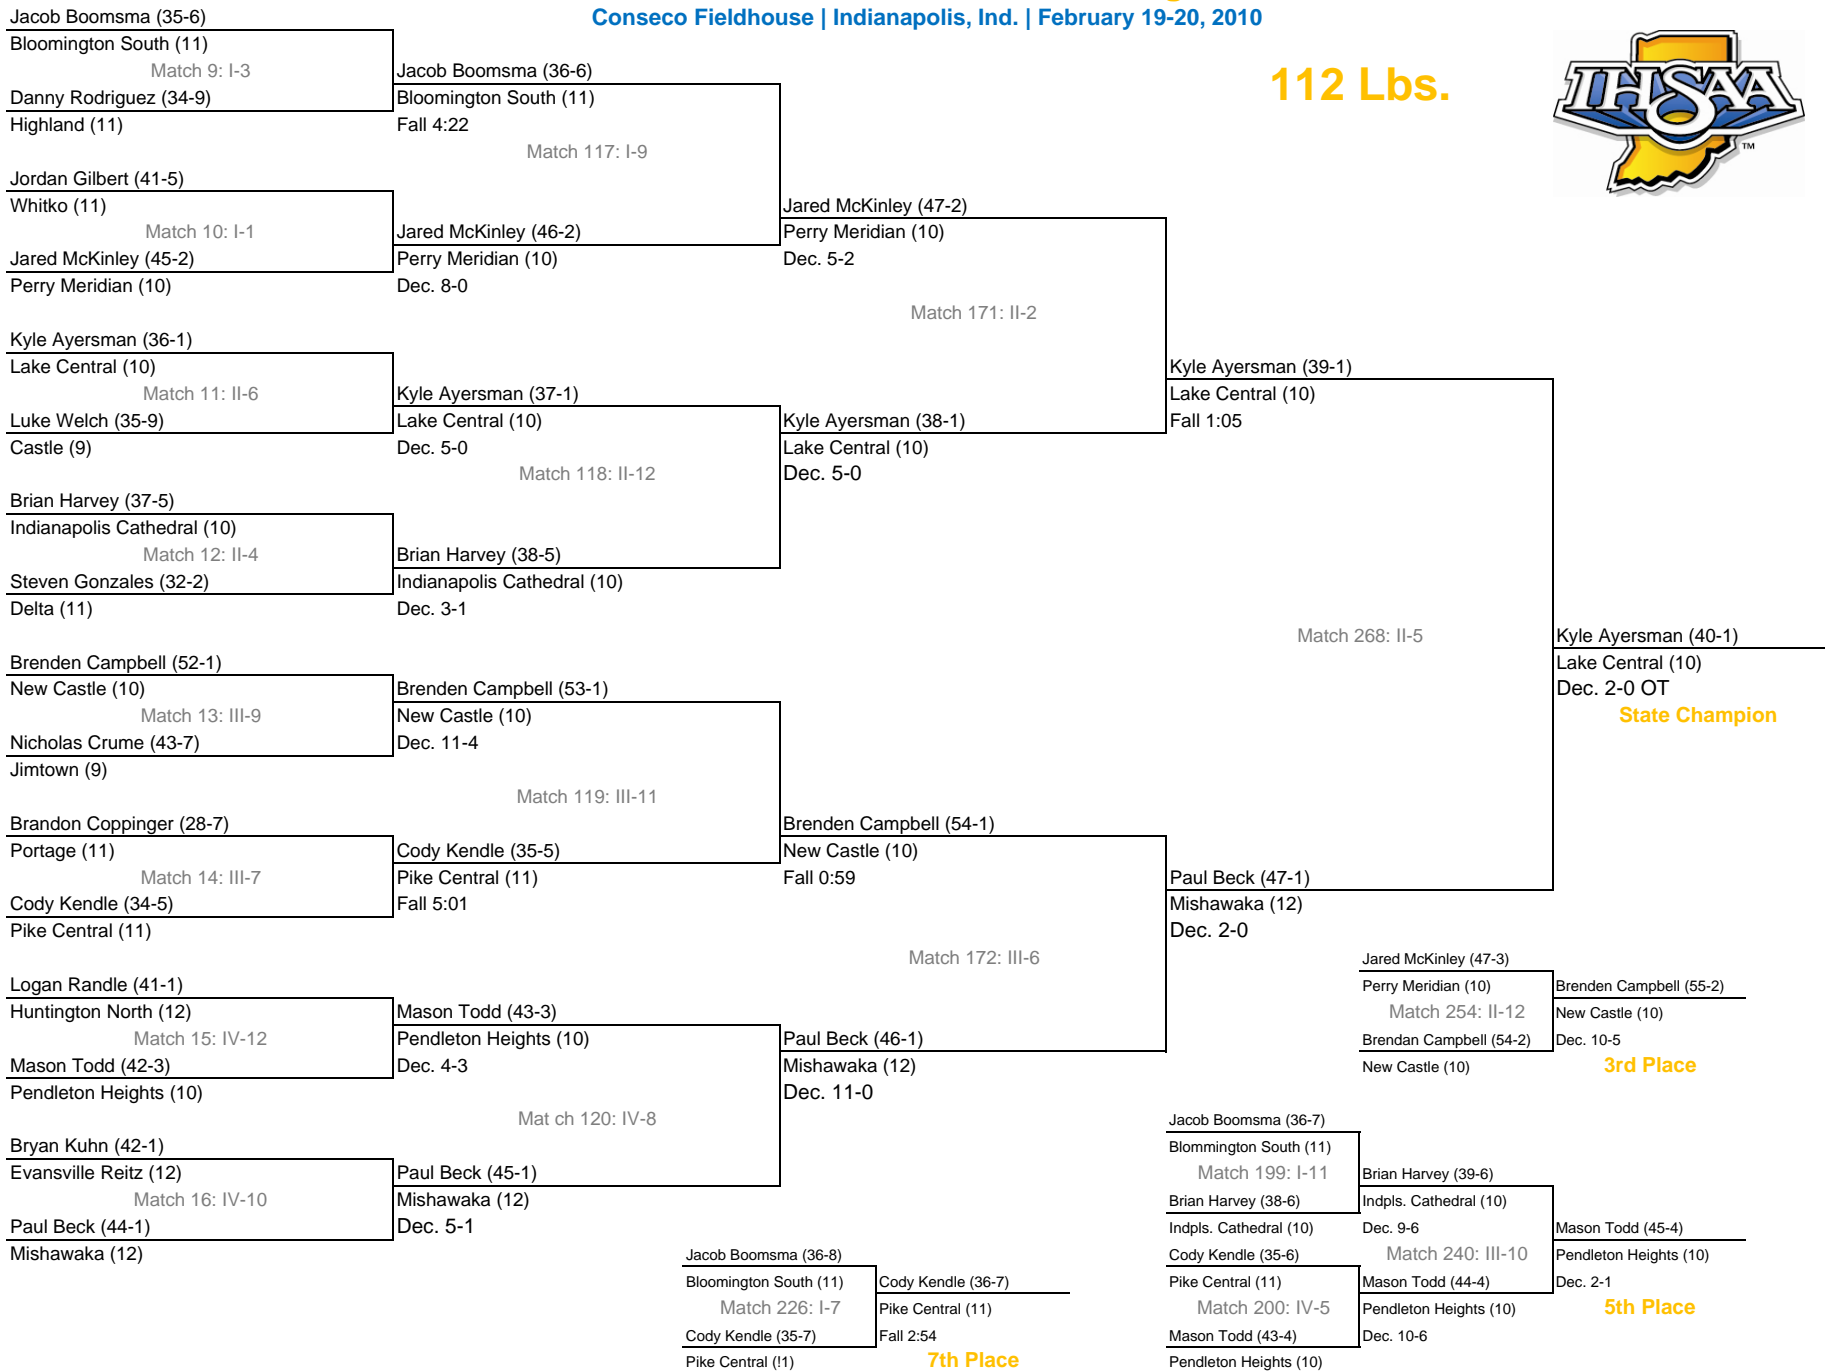 Conseco Fieldhouse | Indianapolis, Ind. | February 19-20, 2010
112 Lbs.
IHSAA
TM
Jacob Boomsma (35-6)
Bloomington South (11)
Match 9: I-3
Danny Rodriguez (34-9)
Highland (11)
Jordan Gilbert (41-5)
Whitko (11)
Match 10: I-1
Jared McKinley (45-2)
Perry Meridian (10)
Kyle Ayersman (36-1)
Lake Central (10)
Match 11: II-6
Luke Welch (35-9)
Castle (9)
Brian Harvey (37-5)
Indianapolis Cathedral (10)
Match 12: II-4
Steven Gonzales (32-2)
Delta (11)
Brenden Campbell (52-1)
New Castle (10)
Match 13: III-9
Nicholas Crume (43-7)
Jimtown (9)
Brandon Coppinger (28-7)
Portage (11)
Match 14: III-7
Cody Kendle (34-5)
Pike Central (11)
Logan Randle (41-1)
Huntington North (12)
Match 15: IV-12
Mason Todd (42-3)
Pendleton Heights (10)
Bryan Kuhn (42-1)
Evansville Reitz (12)
Match 16: IV-10
Paul Beck (44-1)
Mishawaka (12)
Jacob Boomsma (36-6)
Bloomington South (11)
Fall 4:22
Match 117: I-9
Jared McKinley (46-2)
Perry Meridian (10)
Dec. 8-0
Kyle Ayersman (37-1)
Lake Central (10)
Dec. 5-0
Match 118: II-12
Brian Harvey (38-5)
Indianapolis Cathedral (10)
Dec. 3-1
Brenden Campbell (53-1)
New Castle (10)
Dec. 11-4
Match 119: III-11
Cody Kendle (35-5)
Pike Central (11)
Fall 5:01
Mason Todd (43-3)
Pendleton Heights (10)
Dec. 4-3
Mat ch 120: IV-8
Paul Beck (45-1)
Mishawaka (12)
Dec. 5-1
Jared McKinley (47-2)
Perry Meridian (10)
Dec. 5-2
Match 171: II-2
Kyle Ayersman (38-1)
Lake Central (10)
Dec. 5-0
Brenden Campbell (54-1)
New Castle (10)
Fall 0:59
Match 172: III-6
Paul Beck (46-1)
Mishawaka (12)
Dec. 11-0
Kyle Ayersman (39-1)
Lake Central (10)
Fall 1:05
Match 268: II-5
Paul Beck (47-1)
Mishawaka (12)
Dec. 2-0
Kyle Ayersman (40-1)
Lake Central (10)
Dec. 2-0 OT
State Champion
Jared McKinley (47-3)
Perry Meridian (10)
Match 254: II-12
Brendan Campbell (54-2)
New Castle (10)
Brenden Campbell (55-2)
New Castle (10)
Dec. 10-5
3rd Place
Jacob Boomsma (36-7)
Blommington South (11)
Match 199: I-11
Brian Harvey (38-6)
Indpls. Cathedral (10)
Cody Kendle (35-6)
Pike Central (11)
Match 200: IV-5
Mason Todd (43-4)
Pendleton Heights (10)
Brian Harvey (39-6)
Indpls. Cathedral (10)
Dec. 9-6
Match 240: III-10
Mason Todd (44-4)
Pendleton Heights (10)
Dec. 10-6
Mason Todd (45-4)
Pendleton Heights (10)
Dec. 2-1
5th Place
Jacob Boomsma (36-8)
Bloomington South (11)
Match 226: I-7
Cody Kendle (35-7)
Pike Central (!1)
Cody Kendle (36-7)
Pike Central (11)
Fall 2:54
7th Place